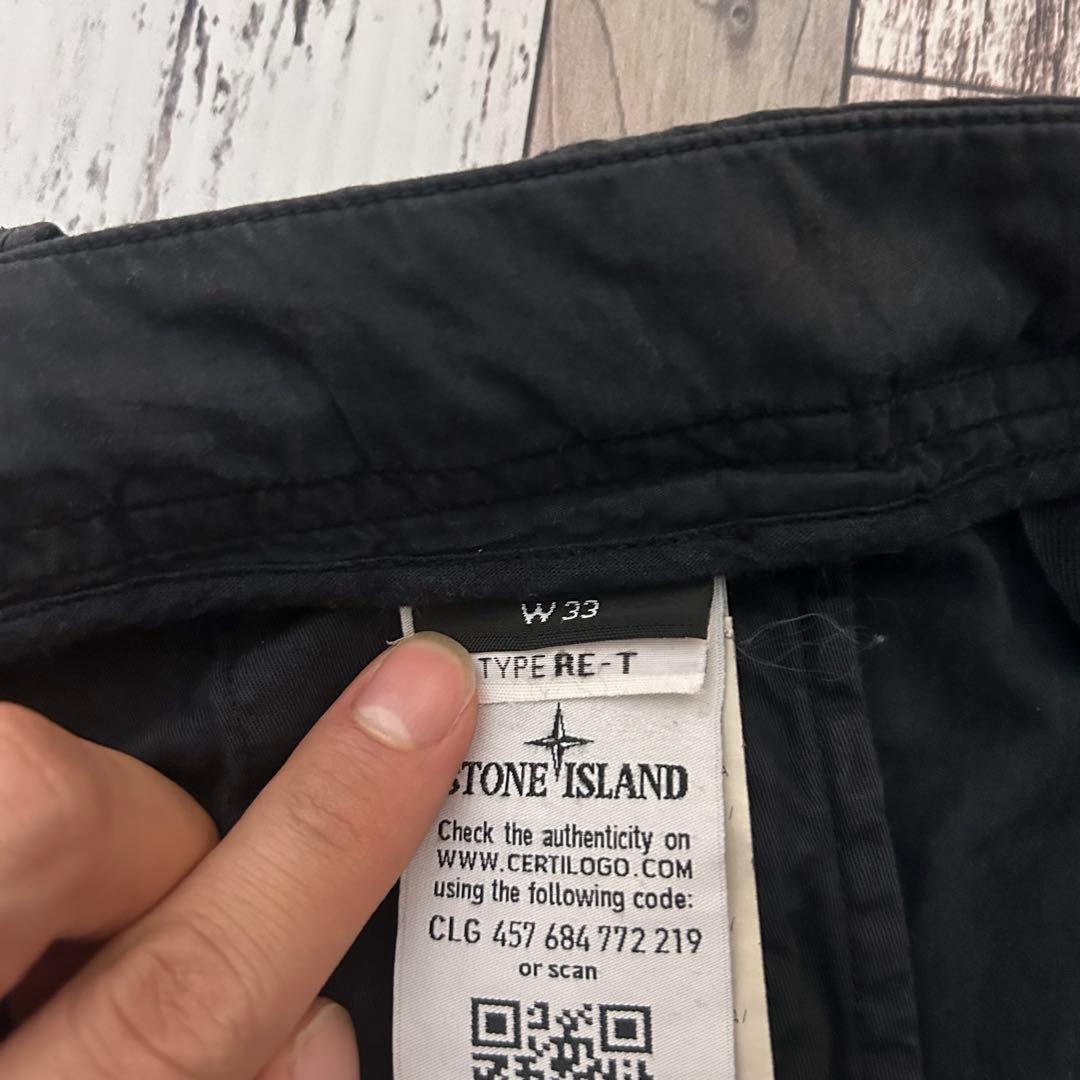 W 33
TYPE RE-T
STONE ISLAND
Check the authenticity on
WWW.CERTILOGO.COM
using the following code:
CLG 457 684 772 219
or scan